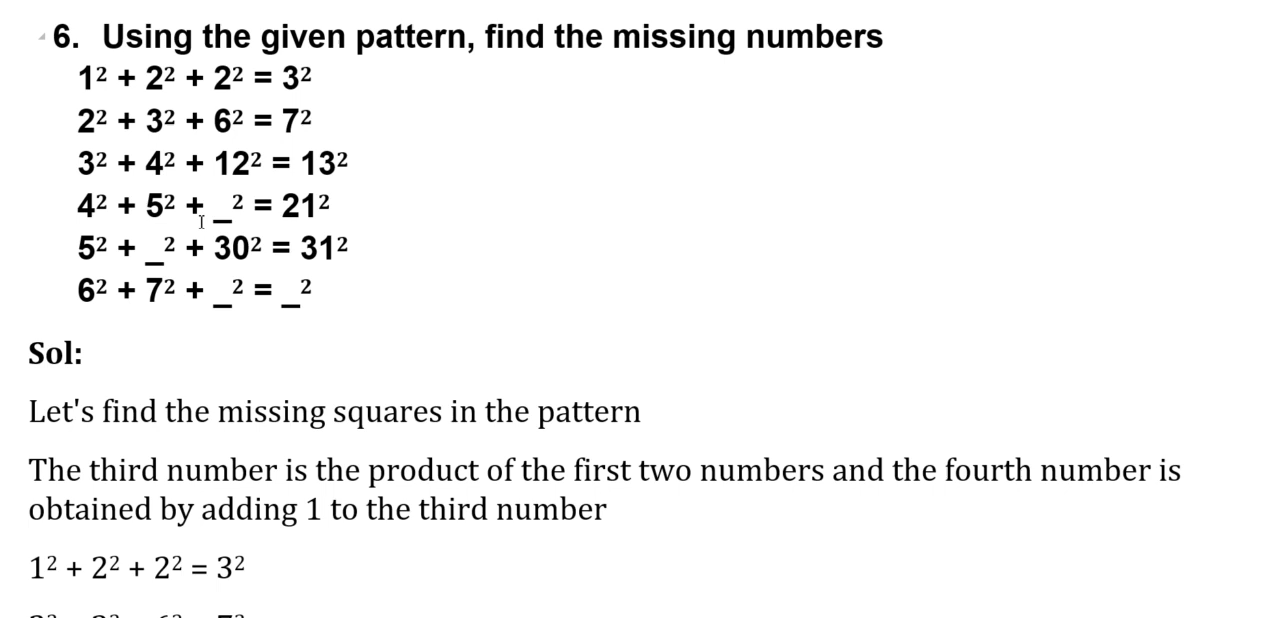 6. Using the given pattern, find the missing numbers
1² + 2² + 2² = 3²
2² + 3² + 6² = 7²
3² + 4² + 12² = 13²
4² + 5² + _² = 21²
5² + _² + 30² = 31²
6² + 7² + _² = _²
Sol:
Let's find the missing squares in the pattern
The third number is the product of the first two numbers and the fourth number is
obtained by adding 1 to the third number
1² + 2² + 2² = 3²